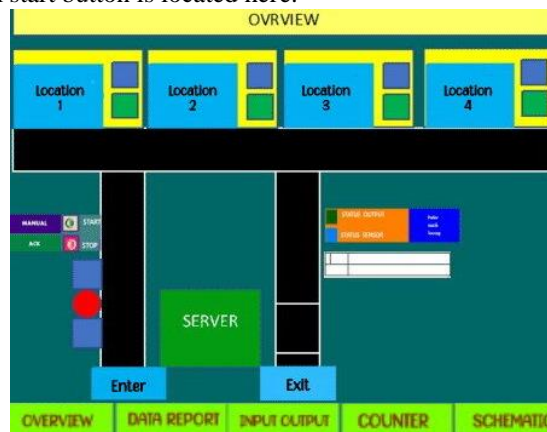 start button is located here.
OVRVIEW
Location
1
Location
2
Location
3
Location
4
MANUAL
START
ACK
STOP
STATUS OUTPUT
STATUS SENSOR
SERVER
Enter
Exit
OVERVIEW
DATA REPORT
INPUT OUTPUT
COUNTER
SCHEMATIC